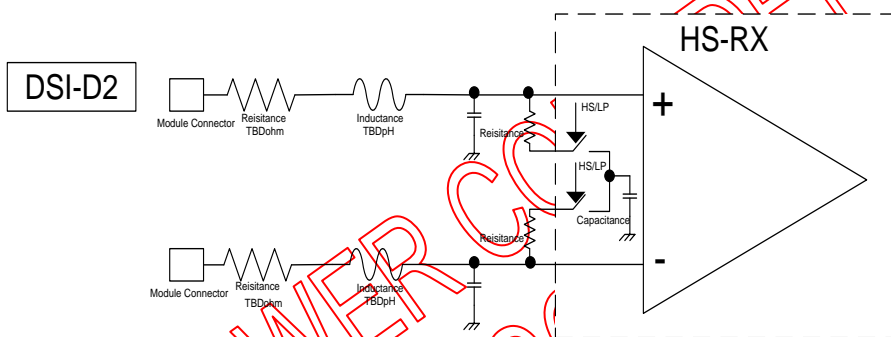 HS-RX
DSI-D2
HS/LP
+
Module Connector
Reisitance
TBDohm
Inductance
TBDpH
Reisitance
HS/LP
Reisitance
Capacitance
-
Module Connector
Reisitance
TBDohm
Inductance
TBDpH